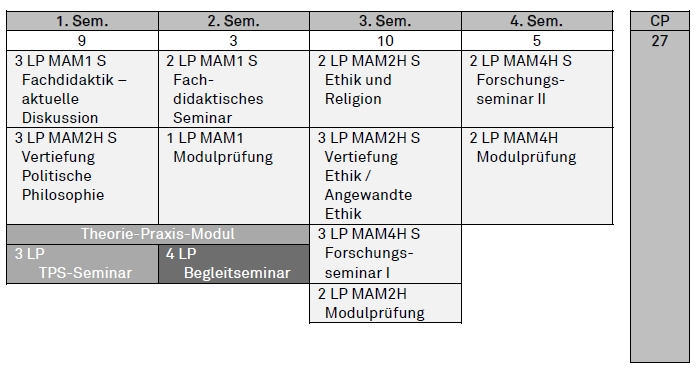 1. Sem. 2. Sem. 3. Sem. 4. Sem. CP
9 3 10 5 27
3 LP MAM1 S
Fachdidaktik –
aktuelle
Diskussion
2 LP MAM1 S
Fach-
didaktisches
Seminar
2 LP MAM2H S
Ethik und
Religion
2 LP MAM4H S
Forschungs-
seminar II
3 LP MAM2H S
Vertiefung
Politische
Philosophie
1 LP MAM1
Modulprüfung
3 LP MAM2H S
Vertiefung
Ethik /
Angewandte
Ethik
2 LP MAM4H
Modulprüfung
Theorie-Praxis-Modul
3 LP
TPS-Seminar
4 LP
Begleitseminar
3 LP MAM4H S
Forschungs-
seminar I
2 LP MAM2H
Modulprüfung